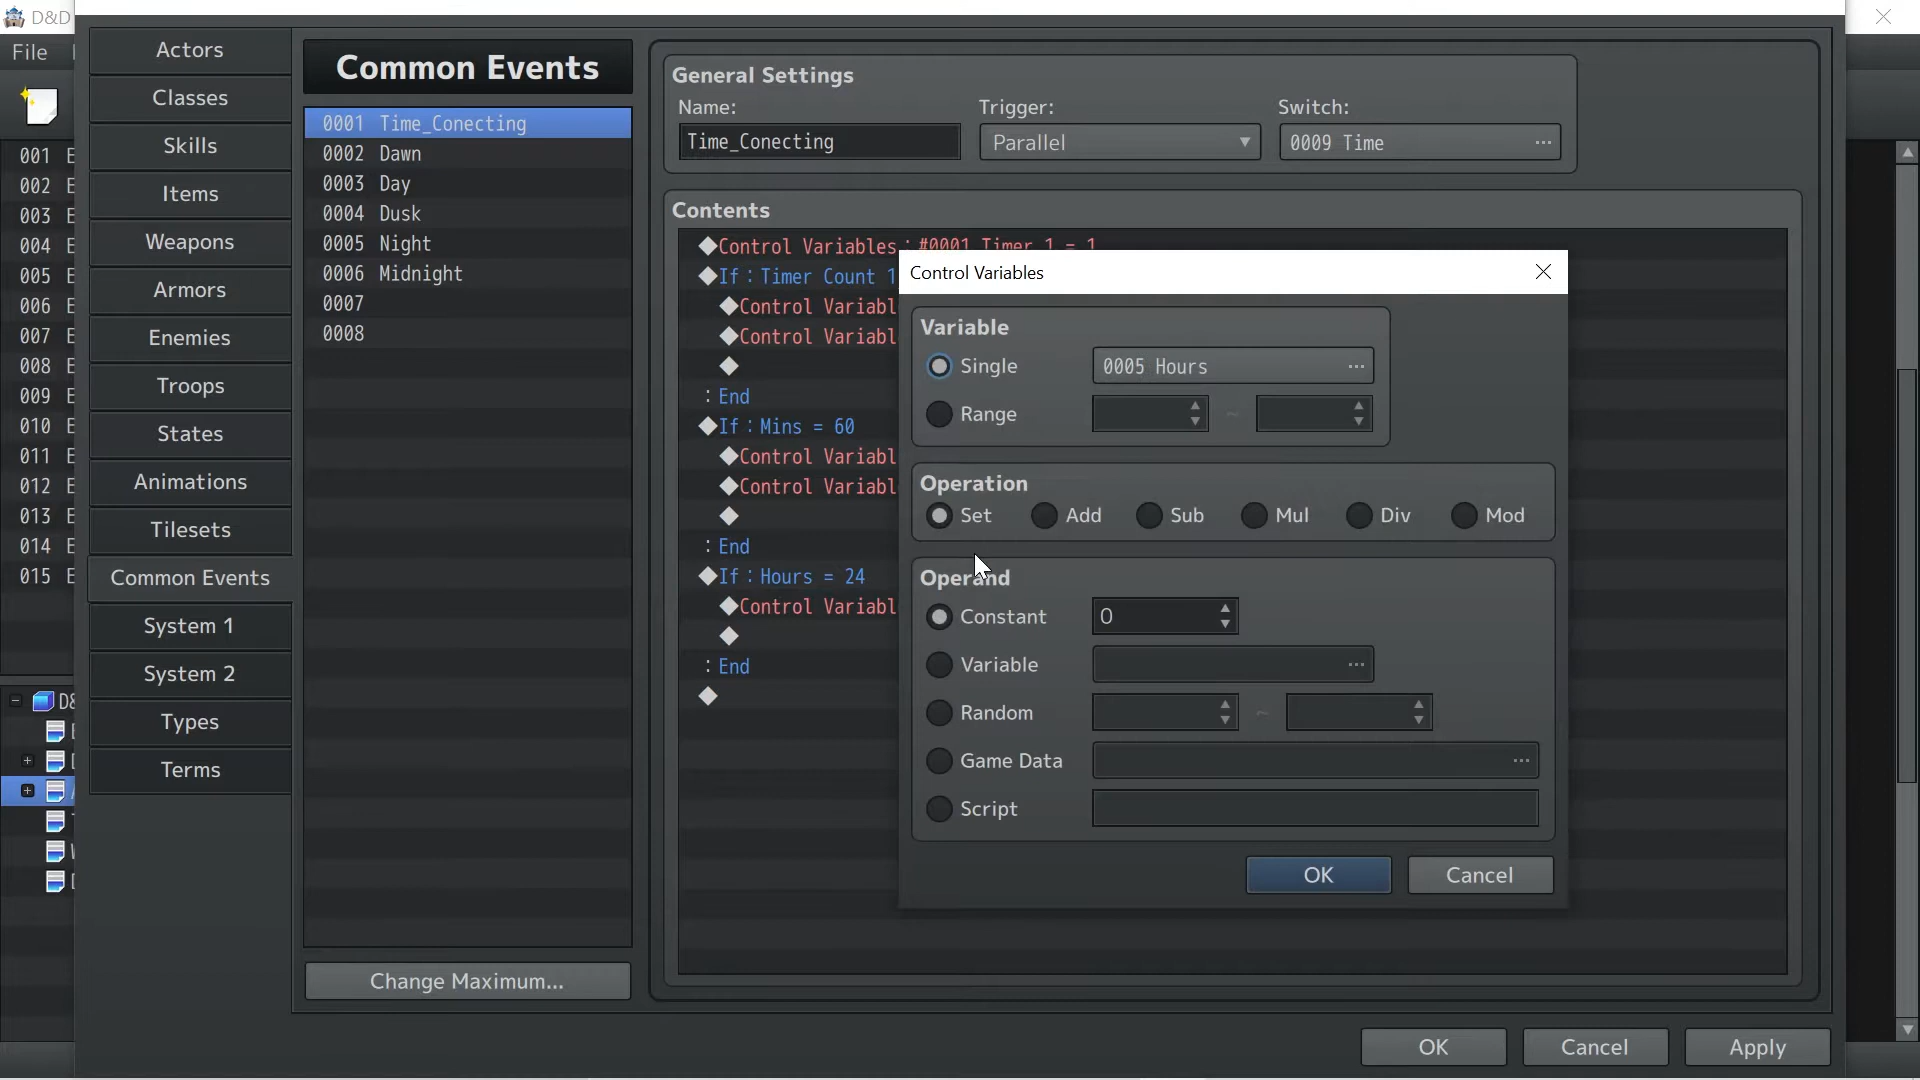 D&D
File
001 E
002 E
003 E
004 E
005 E
006 E
007 E
008 E
009 E
010 E
011 E
012 E
013 E
014 E
015 E
Actors
Classes
Skills
Items
Weapons
Armors
Enemies
Troops
States
Animations
Tilesets
Common Events
System 1
System 2
Types
Terms
Common Events
0001 Time_Conecting
0002 Dawn
0003 Day
0004 Dusk
0005 Night
0006 Midnight
0007
0008
Change Maximum...
General Settings
Name:
Trigger:
Switch:
Time_Conecting
Parallel
0009 Time
Contents
◆Control Variables : #0001 Timer 1 = 1
◆If : Timer Count 1
◆Control Variabl
◆Control Variabl
◆
: End
◆If : Mins = 60
◆Control Variabl
◆Control Variabl
◆
: End
◆If : Hours = 24
◆Control Variabl
◆
: End
◆
Control Variables
Variable
Single
0005 Hours
Range
~
Operation
Set
Add
Sub
Mul
Div
Mod
Operand
Constant
0
Variable
Random
~
Game Data
Script
OK
Cancel
OK
Cancel
Apply